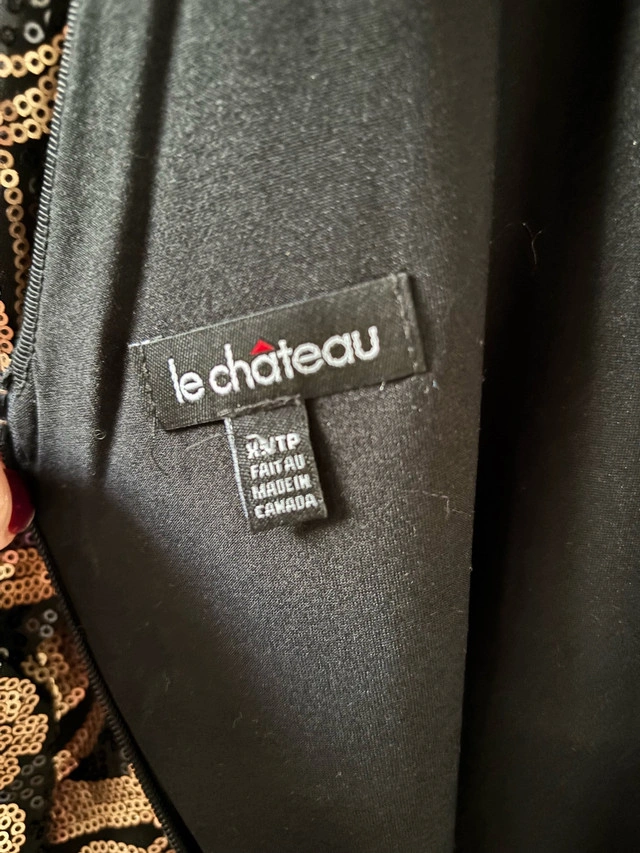 le château
XS/TP
FAIT AU
MADE IN
CANADA